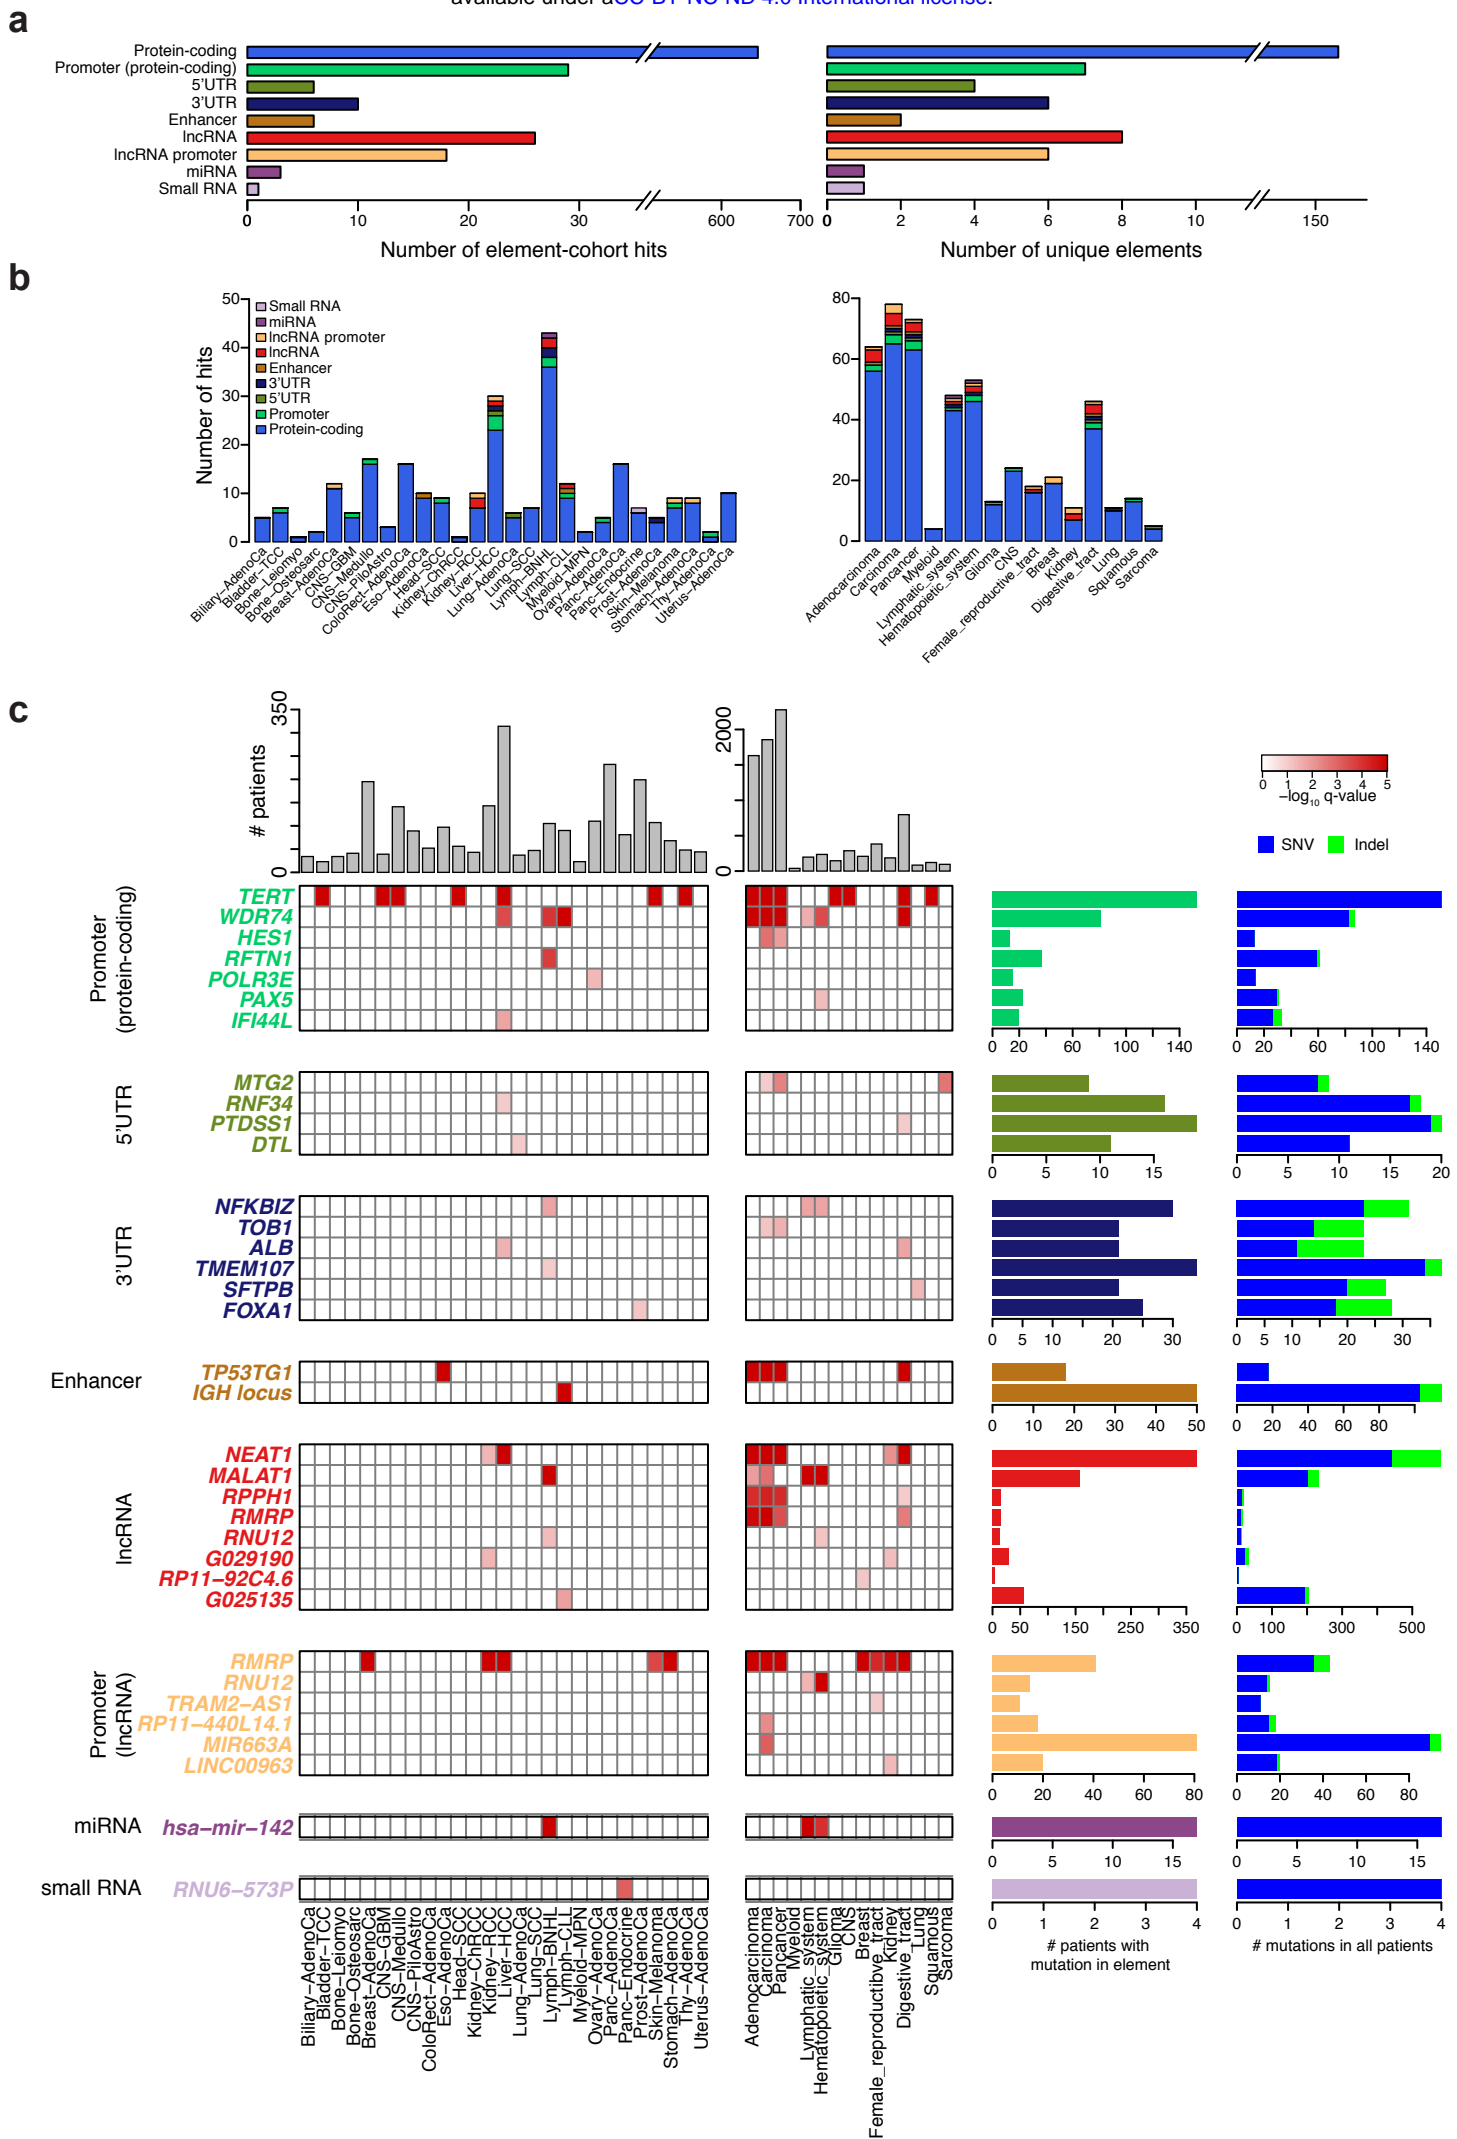 available under aCC-BY-NC-ND 4.0 International license.
a
Protein-coding
Promoter (protein-coding)
5'UTR
3'UTR
Enhancer
lncRNA
lncRNA promoter
miRNA
Small RNA
0 10 20 30 600 700
Number of element-cohort hits
0 2 4 6 8 10 150
Number of unique elements
b
Number of hits
50
40
30
20
10
0
Small RNA
miRNA
lncRNA promoter
lncRNA
Enhancer
3'UTR
5'UTR
Promoter
Protein-coding
Biliary−AdenoCa
Bladder−TCC
Bone−Leiomyo
Bone−Osteosarc
Breast−AdenoCa
CNS−GBM
CNS−Medullo
CNS−PiloAstro
ColoRect−AdenoCa
Eso−AdenoCa
Head−SCC
Kidney−ChRCC
Kidney−RCC
Liver−HCC
Lung−AdenoCa
Lung−SCC
Lymph−BNHL
Lymph−CLL
Myeloid−MPN
Ovary−AdenoCa
Panc−AdenoCa
Panc−Endocrine
Prost−AdenoCa
Skin−Melanoma
Stomach−AdenoCa
Thy−AdenoCa
Uterus−AdenoCa
80
60
40
20
0
Adenocarcinoma
Carcinoma
Pancancer
Myeloid
Lymphatic_system
Hematopoietic_system
Glioma
CNS
Female_reproductive_tract
Breast
Kidney
Digestive_tract
Lung
Squamous
Sarcoma
c
# patients
350
0
2000
0
0 1 2 3 4 5
−log10 q-value
SNV Indel
Promoter
(protein-coding)
TERT
WDR74
HES1
RFTN1
POLR3E
PAX5
IFI44L
0 20 60 100 140
0 20 60 100 140
5'UTR
MTG2
RNF34
PTDSS1
DTL
0 5 10 15
0 5 10 15 20
3'UTR
NFKBIZ
TOB1
ALB
TMEM107
SFTPB
FOXA1
0 5 10 20 30
0 5 10 20 30
Enhancer
TP53TG1
IGH locus
0 10 20 30 40 50
0 20 40 60 80
lncRNA
NEAT1
MALAT1
RPPH1
RMRP
RNU12
G029190
RP11−92C4.6
G025135
0 50 150 250 350
0 100 300 500
Promoter
(lncRNA)
RMRP
RNU12
TRAM2−AS1
RP11−440L14.1
MIR663A
LINC00963
0 20 40 60 80
0 20 40 60 80
miRNA
hsa−mir−142
0 5 10 15
0 5 10 15
small RNA
RNU6−573P
0 1 2 3 4
0 1 2 3 4
# patients with
mutation in element
# mutations in all patients
Biliary−AdenoCa
Bladder−TCC
Bone−Leiomyo
Bone−Osteosarc
Breast−AdenoCa
CNS−GBM
CNS−Medullo
CNS−PiloAstro
ColoRect−AdenoCa
Eso−AdenoCa
Head−SCC
Kidney−ChRCC
Kidney−RCC
Liver−HCC
Lung−AdenoCa
Lung−SCC
Lymph−BNHL
Lymph−CLL
Myeloid−MPN
Ovary−AdenoCa
Panc−AdenoCa
Panc−Endocrine
Prost−AdenoCa
Skin−Melanoma
Stomach−AdenoCa
Thy−AdenoCa
Uterus−AdenoCa
Adenocarcinoma
Carcinoma
Pancancer
Myeloid
Lymphatic_system
Hematopoietic_system
Glioma
CNS
Breast
Female_reproductibve_tract
Kidney
Digestive_tract
Lung
Squamous
Sarcoma